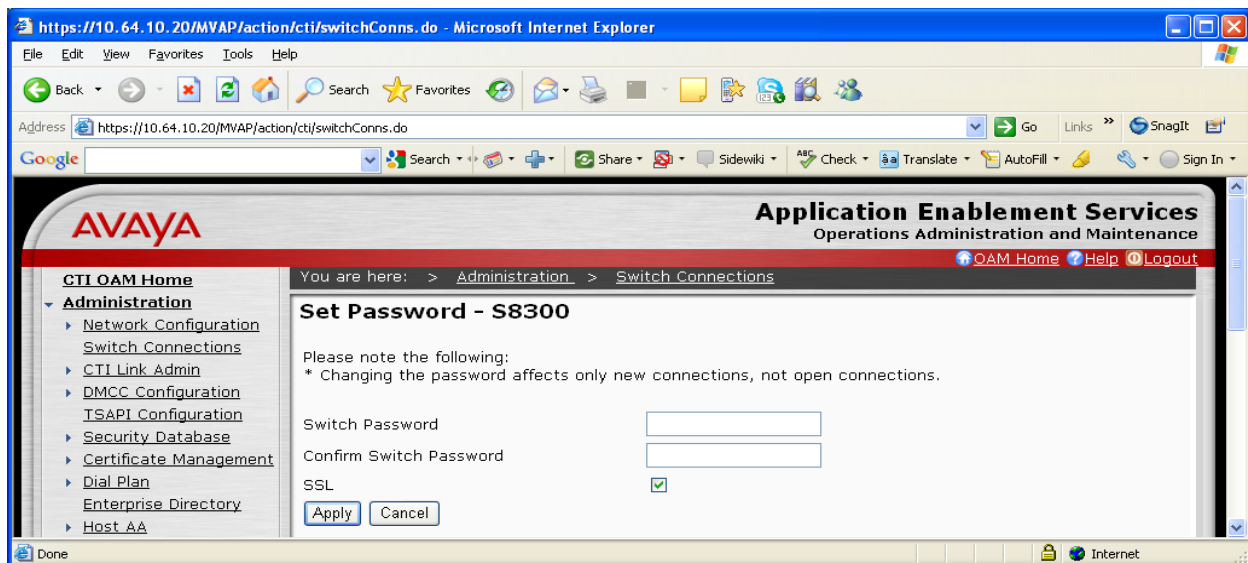 https://10.64.10.20/MVAP/action/cti/switchConns.do - Microsoft Internet Explorer
File Edit View Favorites Tools Help
Back Search Favorites
Address https://10.64.10.20/MVAP/action/cti/switchConns.do Go Links » SnagIt
Google Search Share Sidewiki Check Translate AutoFill Sign In
AVAYA
Application Enablement Services
Operations Administration and Maintenance
OAM Home Help Logout
You are here: > Administration > Switch Connections
CTI OAM Home
Administration
Network Configuration
Switch Connections
CTI Link Admin
DMCC Configuration
TSAPI Configuration
Security Database
Certificate Management
Dial Plan
Enterprise Directory
Host AA
Set Password - S8300
Please note the following:
* Changing the password affects only new connections, not open connections.
Switch Password
Confirm Switch Password
SSL
Apply Cancel
Done Internet